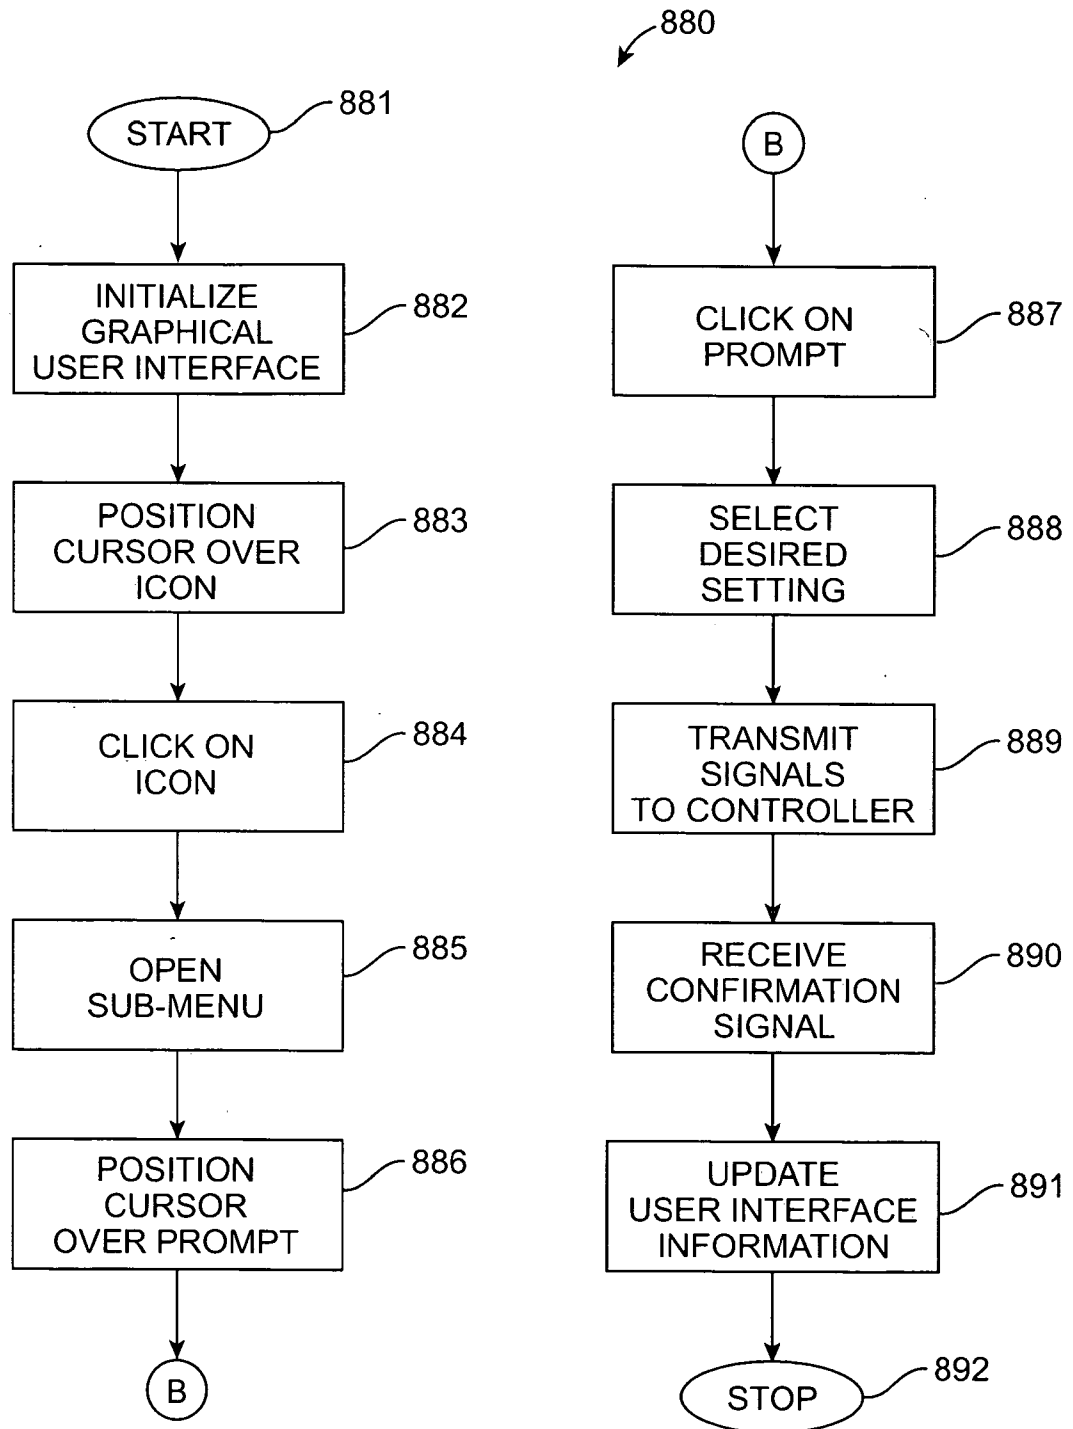 880
START
881
INITIALIZE
GRAPHICAL
USER INTERFACE
882
POSITION
CURSOR OVER
ICON
883
CLICK ON
ICON
884
OPEN
SUB-MENU
885
POSITION
CURSOR
OVER PROMPT
886
B
B
CLICK ON
PROMPT
887
SELECT
DESIRED
SETTING
888
TRANSMIT
SIGNALS
TO CONTROLLER
889
RECEIVE
CONFIRMATION
SIGNAL
890
UPDATE
USER INTERFACE
INFORMATION
891
STOP
892